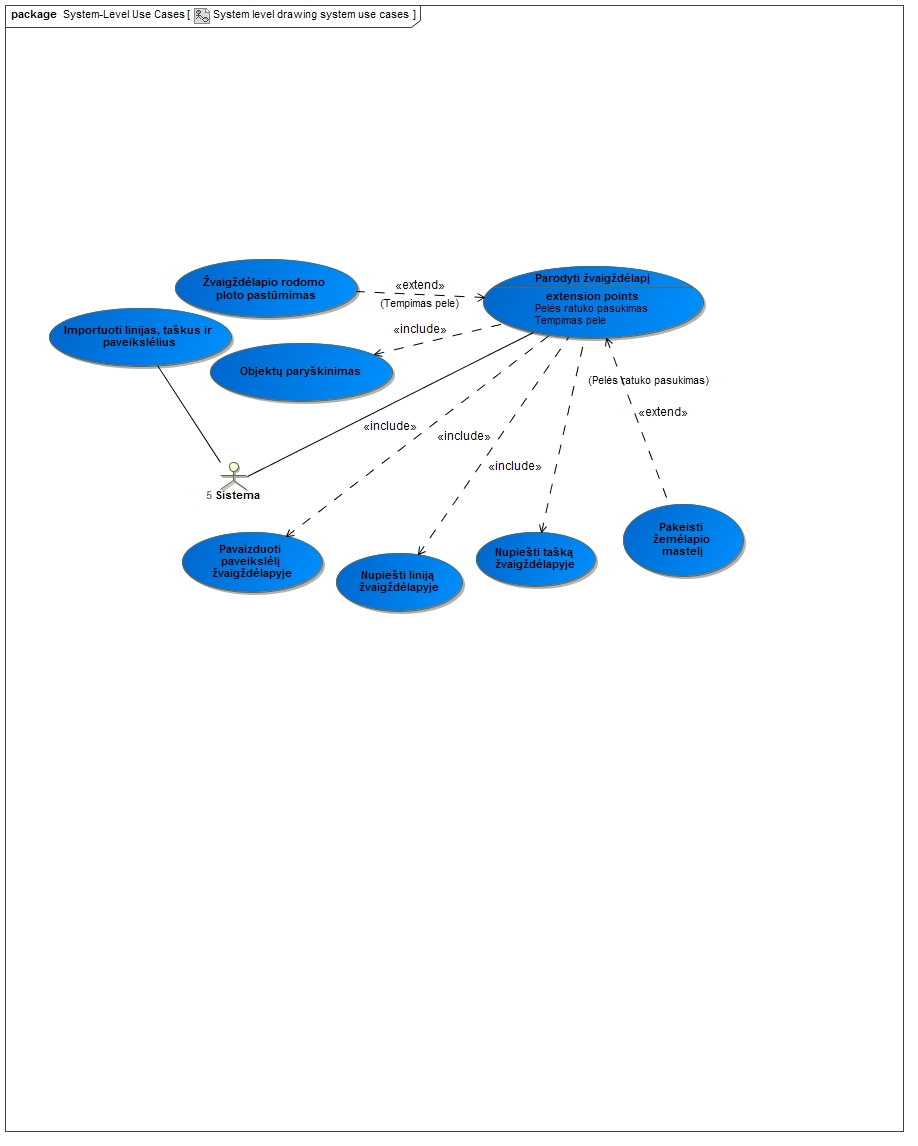 package System-Level Use Cases [ System level drawing system use cases ]
Žvaigždėlapio rodomo
ploto pastūmimas
«extend»
(Tempimas pele)
Parodyti žvaigždėlapį
extension points
Pelės ratuko pasukimas
Tempimas pele
Importuoti linijas, taškus ir
paveikslėlius
«include»
Objektų paryškinimas
(Pelės ratuko pasukimas)
«extend»
«include»
«include»
«include»
5 Sistema
Pavaizduoti
paveikslėlį
žvaigždėlapyje
Nupiešti liniją
žvaigždėlapyje
Nupiešti tašką
žvaigždėlapyje
Pakeisti
žemėlapio
mastelį